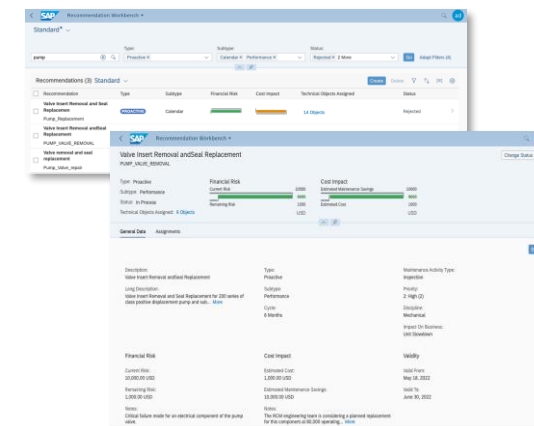 SAP Recommendation Workbench
Standard*
Type: Subtype: Status:
pump Proactive Calendar Performance Rejected 2 More Go Adapt Filters (4)
Recommendations (3) Standard Create Delete
Recommendation Type Subtype Financial Risk Cost Impact Technical Objects Assigned Status
Valve Insert Removal and Seal
Replacemen
Pump_Replacement
PROACTIVE Calendar 14 Objects Rejected
Valve Insert Removal andSeal
Replacement
PUMP_VALVE_REMOVAL
Valve removal and seal
replacement
Pump_Valve_repair
SAP Recommendation Workbench
Valve Insert Removal andSeal Replacement Change Status
PUMP_VALVE_REMOVAL
Type: Proactive
Subtype: Performance
Status: In Process
Technical Objects Assigned: 4 Objects
Financial Risk
Current Risk 10000
9000
Remaining Risk 1000
USD
Cost Impact
Estimated Maintenance Savings 10000
9000
Estimated Cost 1000
USD
General Data Assignments
Description: Type: Maintenance Activity Type:
Valve Insert Removal andSeal Replacement Proactive Inspection
Long Description: Subtype: Priority:
Valve Insert Removal and Seal Replacement for 200 series of Performance 2: High (2)
class positive displacement pump and sub... More
Cycle: Discipline:
6 Months Mechanical
Impact On Business:
Unit Slowdown
Financial Risk Cost Impact Validity
Current Risk: Estimated Cost: Valid From:
10,000.00 USD 1,000.00 USD May 18, 2022
Remaining Risk: Estimated Maintenance Savings: Valid To:
1,000.00 USD 10,000.00 USD June 30, 2022
Notes: Notes:
Critical failure mode for an electrical component of the pump The RCM engineering team is considering a planned replacement
valve. for this component at 60,000 operating... More